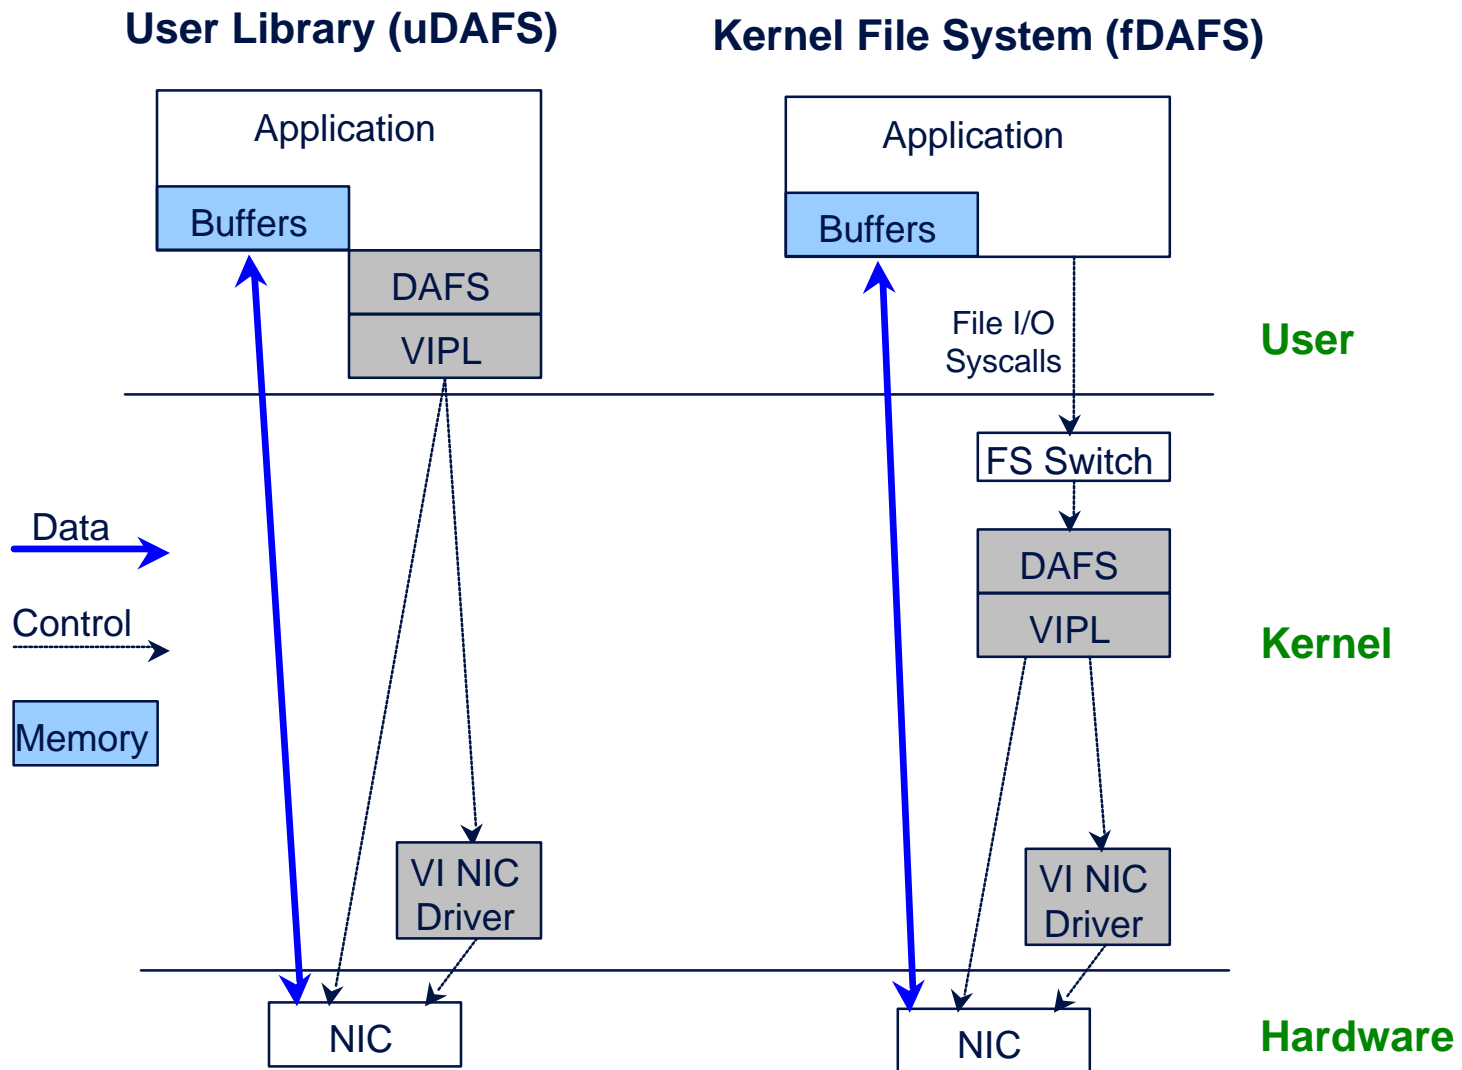 User Library (uDAFS)
Kernel File System (fDAFS)
Application
Application
Buffers
Buffers
DAFS
VIPL
File I/O
Syscalls
User
FS Switch
Data
DAFS
VIPL
Control
Kernel
Memory
VI NIC
Driver
VI NIC
Driver
NIC
NIC
Hardware